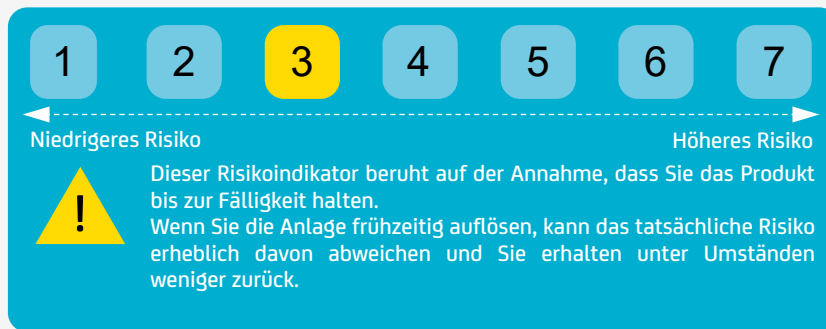 1 2 3 4 5 6 7
Niedrigeres Risiko Höheres Risiko
! Dieser Risikoindikator beruht auf der Annahme, dass Sie das Produkt
bis zur Fälligkeit halten.
Wenn Sie die Anlage frühzeitig auflösen, kann das tatsächliche Risiko
erheblich davon abweichen und Sie erhalten unter Umständen
weniger zurück.